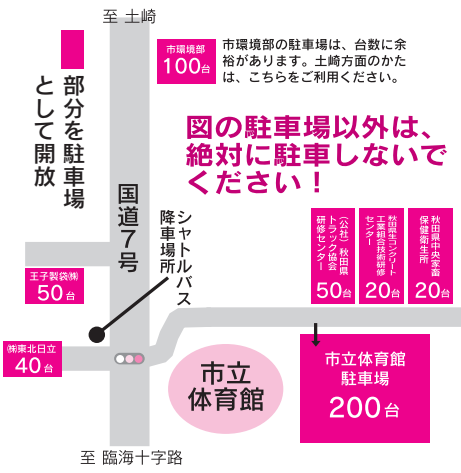 至 土崎
部分を駐車場
として開放
市環境部
100台
市環境部の駐車場は、台数に余
裕があります。土崎方面のかた
は、こちらをご利用ください。
図の駐車場以外は、
絶対に駐車しないで
ください！
国道7号
シャトルバス
降車場所
（公社）秋田県
トラック協会
研修センター
50台
秋田県生コンクリート
工業組合技術研修
センター
20台
秋田県中央家畜
保健衛生所
20台
王子製袋㈱
50台
㈱東北日立
40台
市立
体育館
市立体育館
駐車場
200台
至 臨海十字路